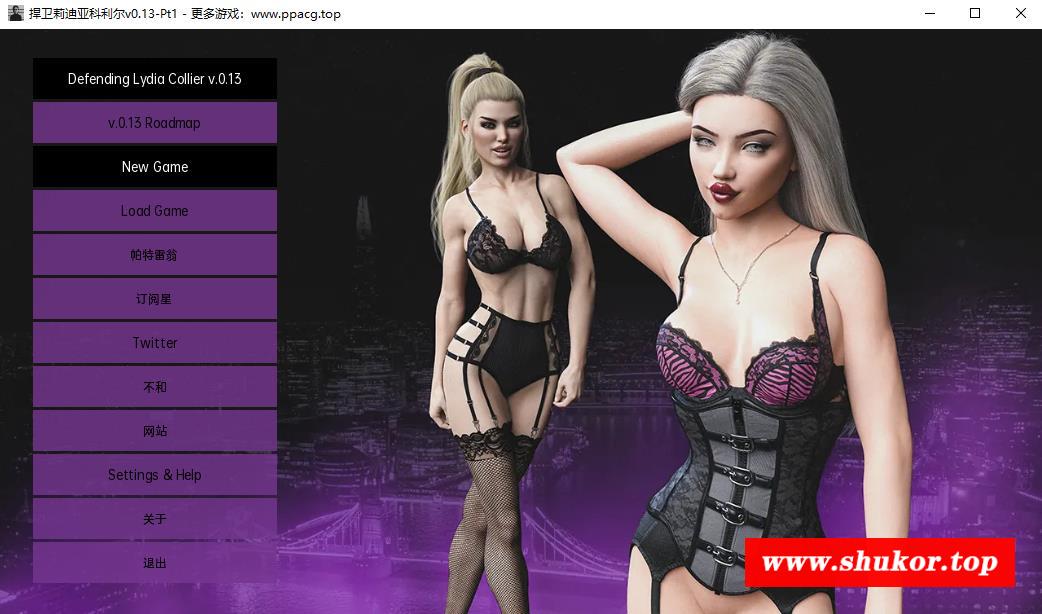 捍卫莉迪亚科利尔v0.13-Pt1 - 更多游戏：www.ppacg.top
Defending Lydia Collier v.0.13
v.0.13 Roadmap
New Game
Load Game
帕特雷翁
订阅星
Twitter
不和
网站
Settings & Help
关于
退出
www.shukor.top